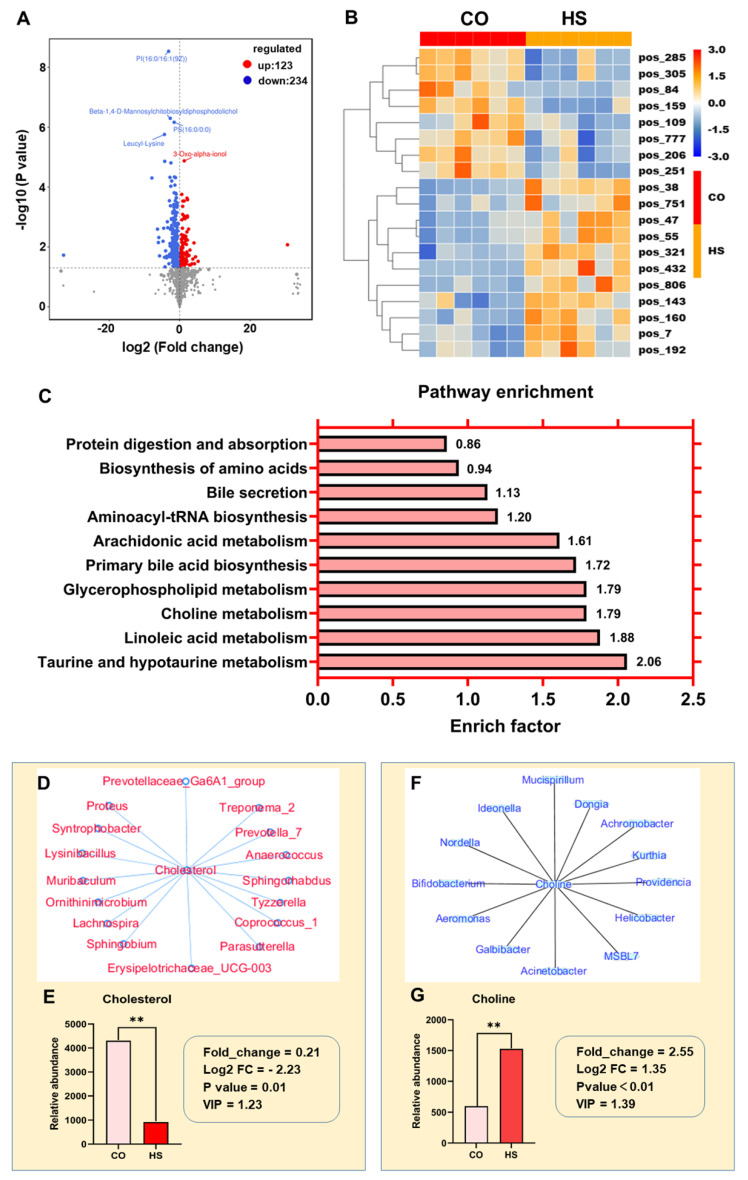 A
regulated
up:123
down:234
PI(16:0/16:1(9Z))
Beta-1,4-D-Mannosylchitobiosyldiphosphodolichol
PS(16:0/0:0)
Leucyl-Lysine
3-Oxo-alpha-ionol
-log10 (P value)
8
6
4
2
0
-20
0
20
log2 (Fold change)
B
CO
HS
pos_285
pos_305
pos_84
pos_159
pos_109
pos_777
pos_206
pos_251
pos_38
pos_751
pos_47
pos_55
pos_321
pos_432
pos_806
pos_143
pos_160
pos_7
pos_192
3.0
1.5
0.0
-1.5
-3.0
CO
HS
C
Pathway enrichment
Protein digestion and absorption 0.86
Biosynthesis of amino acids 0.94
Bile secretion 1.13
Aminoacyl-tRNA biosynthesis 1.20
Arachidonic acid metabolism 1.61
Primary bile acid biosynthesis 1.72
Glycerophospholipid metabolism 1.79
Choline metabolism 1.79
Linoleic acid metabolism 1.88
Taurine and hypotaurine metabolism 2.06
0.0 0.5 1.0 1.5 2.0 2.5
Enrich factor
D
Prevotellaceae_Ga6A1_group
Proteus
Treponema_2
Syntrophobacter
Prevotella_7
Lysinibacillus
Anaerococcus
Cholesterol
Muribaculum
Sphingorhabdus
Ornithinimicrobium
Tyzzerella
Lachnospira
Coprococcus_1
Sphingobium
Parasutterella
Erysipelotrichaceae_UCG-003
E
Cholesterol
Relative abundance
5000
4000
3000
2000
1000
0
**
CO
HS
Fold_change = 0.21
Log2 FC = - 2.23
P value = 0.01
VIP = 1.23
F
Mucispirillum
Ideonella
Dongia
Achromobacter
Nordella
Kurthia
Bifidobacterium
Choline
Providencia
Aeromonas
Helicobacter
Galbibacter
MSBL7
Acinetobacter
G
Choline
Relative abundance
2000
1500
1000
500
0
**
CO
HS
Fold_change = 2.55
Log2 FC = 1.35
Pvalue < 0.01
VIP = 1.39